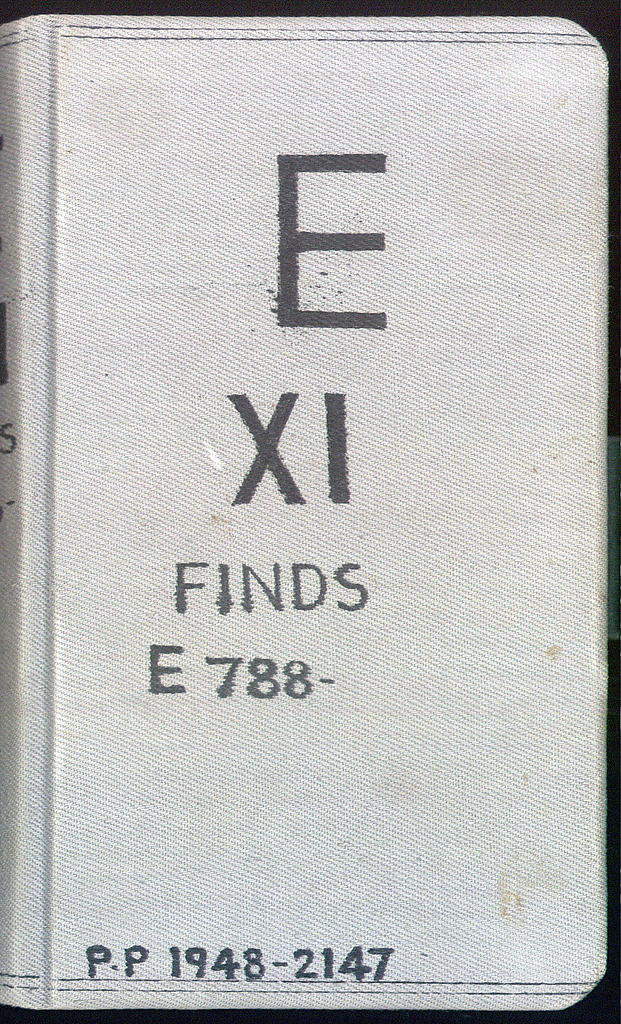 E
XI
FINDS
E 788-
P.P 1948-2147